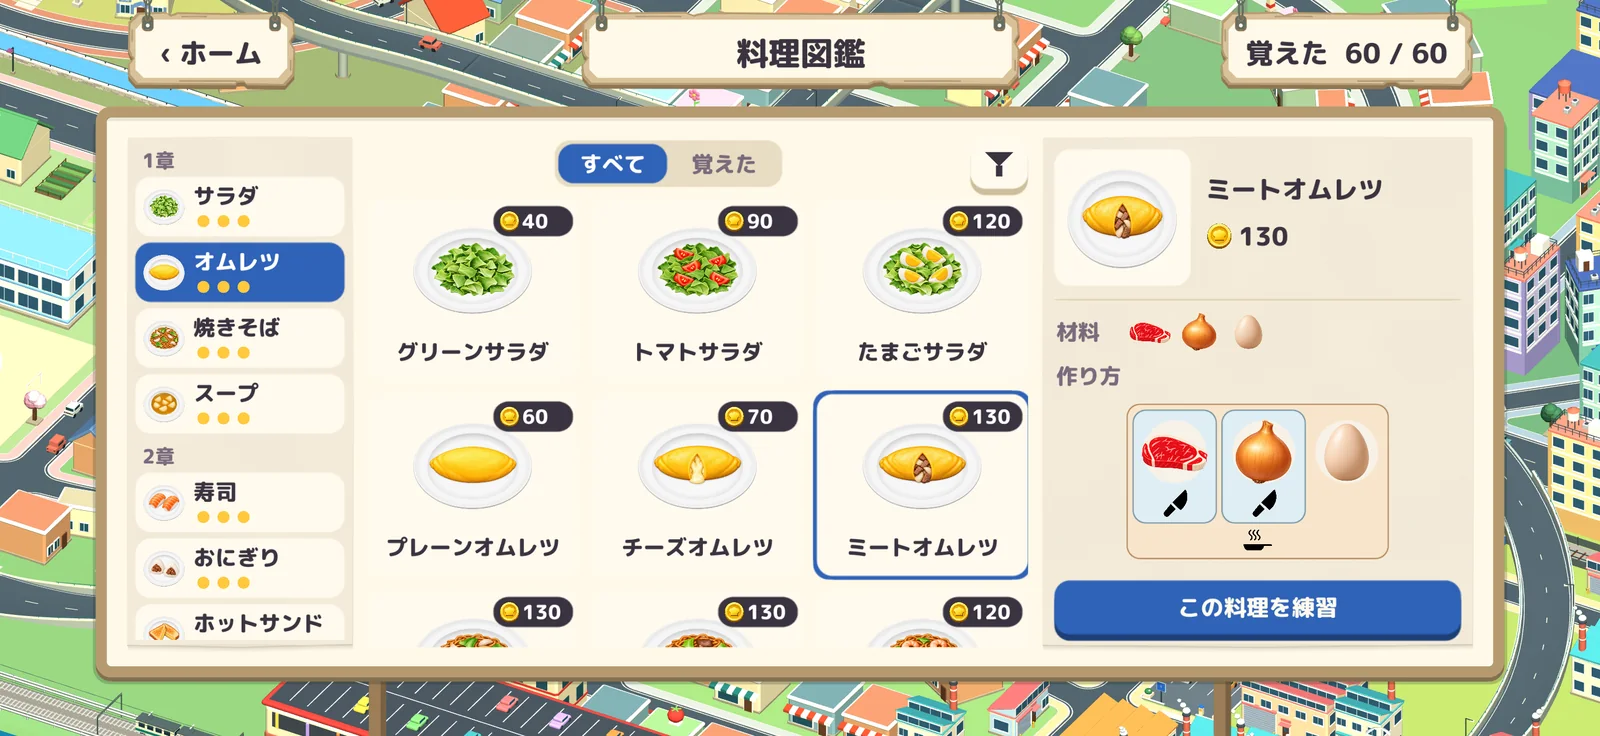 ‹ ホーム
料理図鑑
覚えた 60 / 60
1章
サラダ
オムレツ
焼きそば
スープ
2章
寿司
おにぎり
ホットサンド
すべて
覚えた
40
90
120
グリーンサラダ
トマトサラダ
たまごサラダ
60
70
130
プレーンオムレツ
チーズオムレツ
ミートオムレツ
130
130
120
ミートオムレツ
130
材料
作り方
この料理を練習